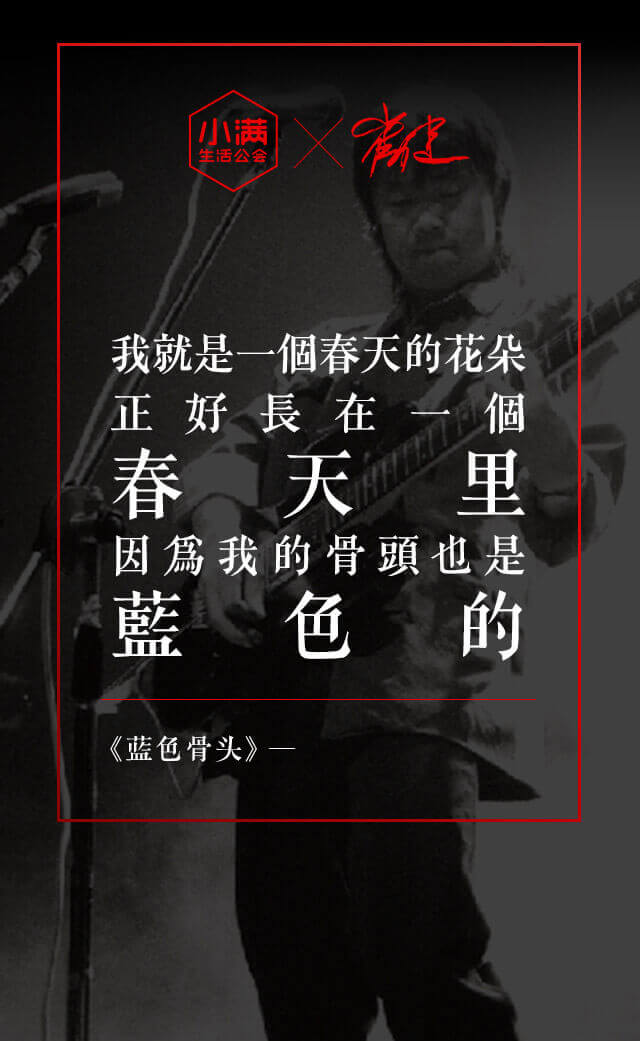 小满
生活公会
崔健
我就是一個春天的花朵
正好長在一個
春天里
因爲我的骨頭也是
藍色的
《蓝色骨头》—